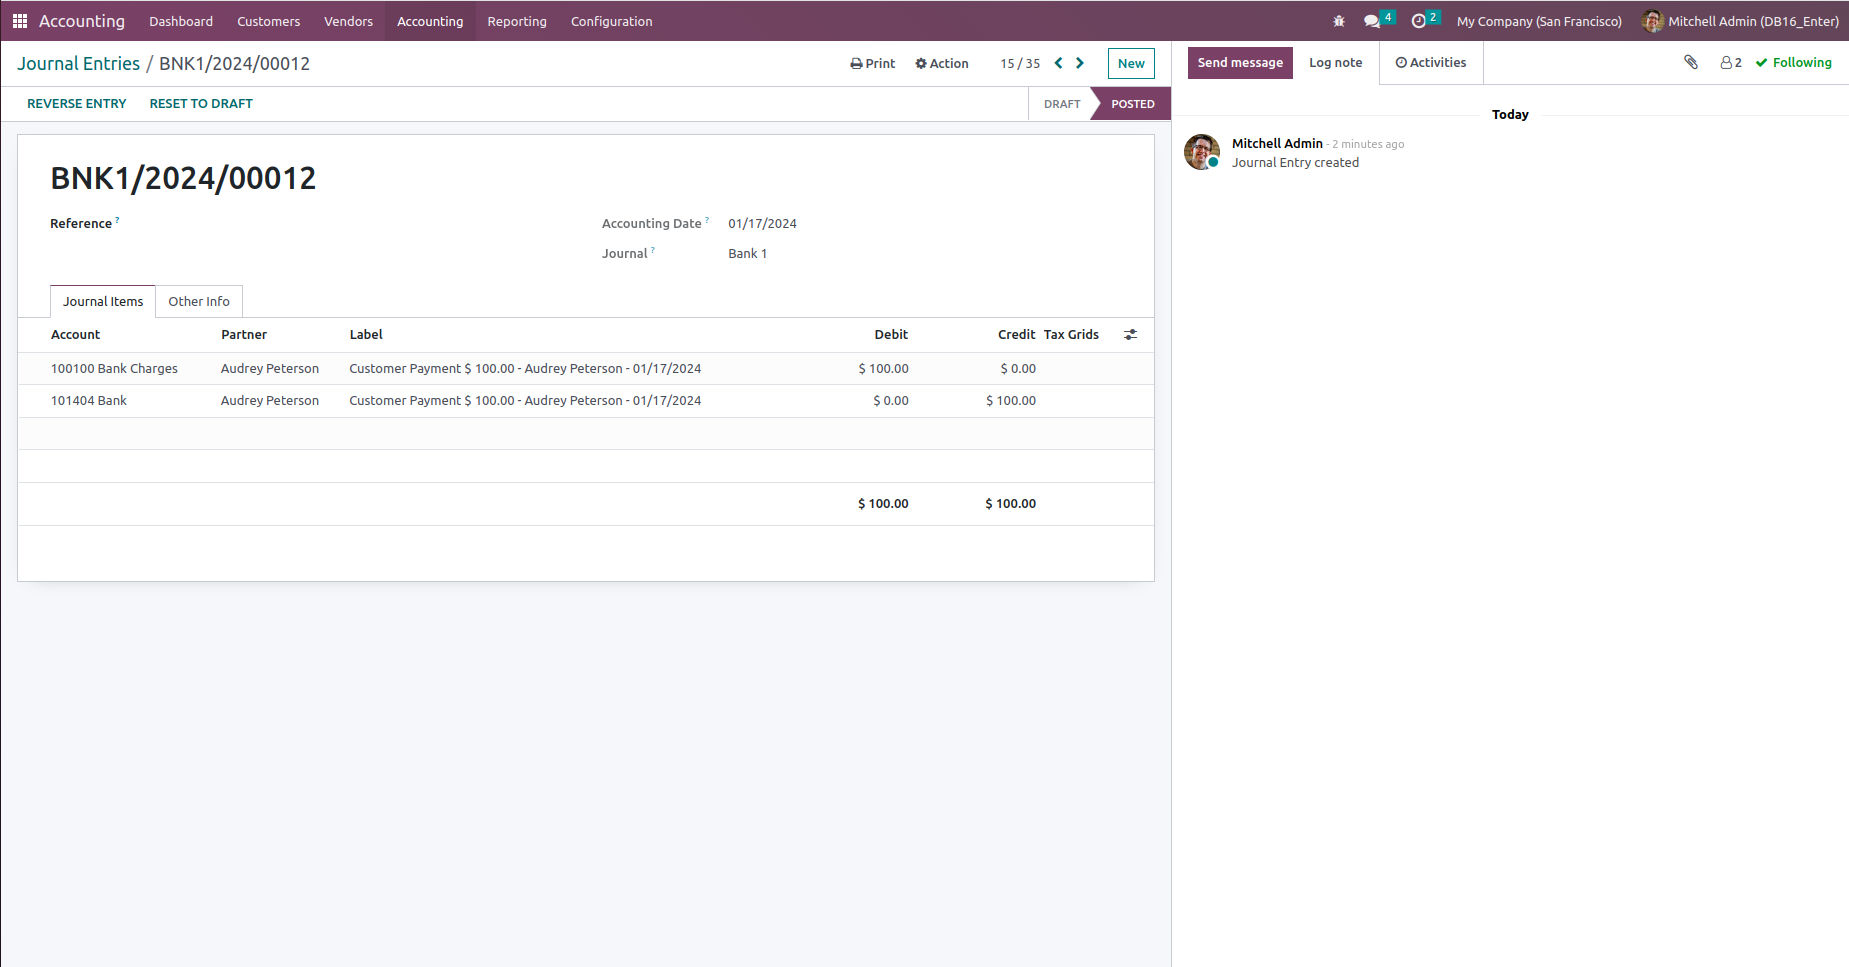 Accounting Dashboard Customers Vendors Accounting Reporting Configuration 4 2 My Company (San Francisco) Mitchell Admin (DB16_Enter)
Journal Entries / BNK1/2024/00012 Print Action 15 / 35 New
Send message Log note Activities 2 Following
REVERSE ENTRY RESET TO DRAFT DRAFT POSTED
Today
Mitchell Admin - 2 minutes ago
Journal Entry created
BNK1/2024/00012
Reference ? Accounting Date ? 01/17/2024
Journal ? Bank 1
Journal Items Other Info
Account Partner Label Debit Credit Tax Grids
100100 Bank Charges Audrey Peterson Customer Payment $ 100.00 - Audrey Peterson - 01/17/2024 $ 100.00 $ 0.00
101404 Bank Audrey Peterson Customer Payment $ 100.00 - Audrey Peterson - 01/17/2024 $ 0.00 $ 100.00
$ 100.00 $ 100.00